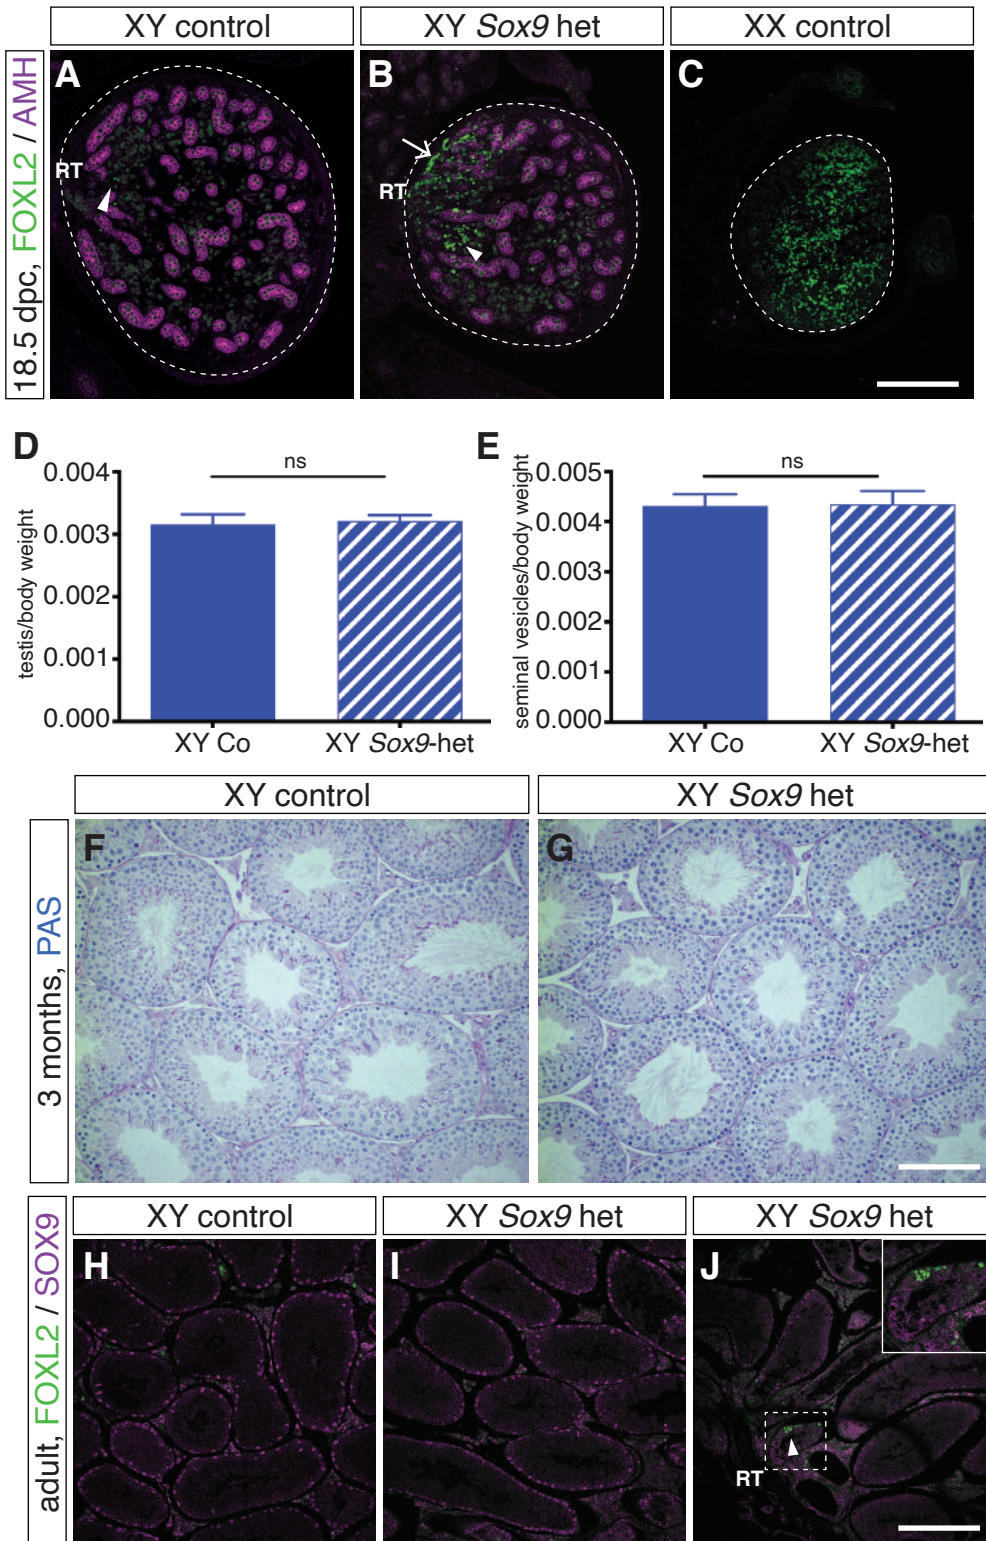 XY control
XY Sox9 het
XX control
18.5 dpc, FOXL2 / AMH
A
RT
B
RT
C
D
testis/body weight
0.004
0.003
0.002
0.001
0.000
ns
XY Co
XY Sox9-het
E
seminal vesicles/body weight
0.005
0.004
0.003
0.002
0.001
0.000
ns
XY Co
XY Sox9-het
XY control
XY Sox9 het
3 months, PAS
F
G
XY control
XY Sox9 het
XY Sox9 het
adult, FOXL2 / SOX9
H
I
J
RT